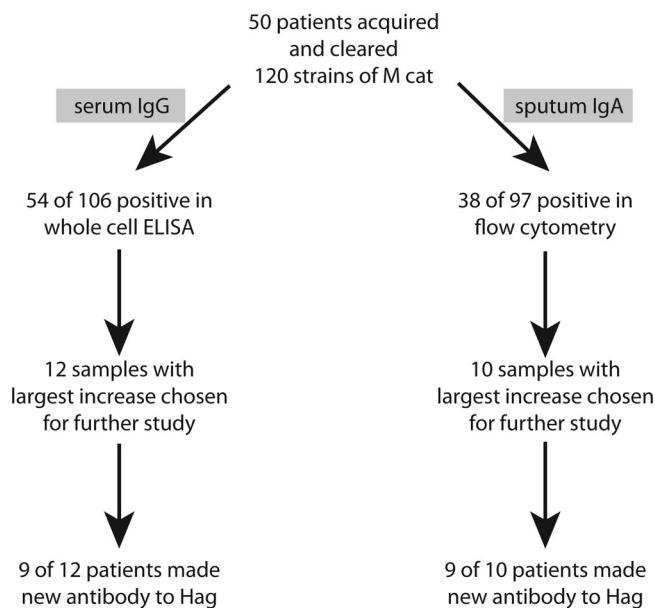 50 patients acquired
and cleared
120 strains of M cat
serum IgG
sputum IgA
54 of 106 positive in
whole cell ELISA
38 of 97 positive in
flow cytometry
12 samples with
largest increase chosen
for further study
10 samples with
largest increase chosen
for further study
9 of 12 patients made
new antibody to Hag
9 of 10 patients made
new antibody to Hag